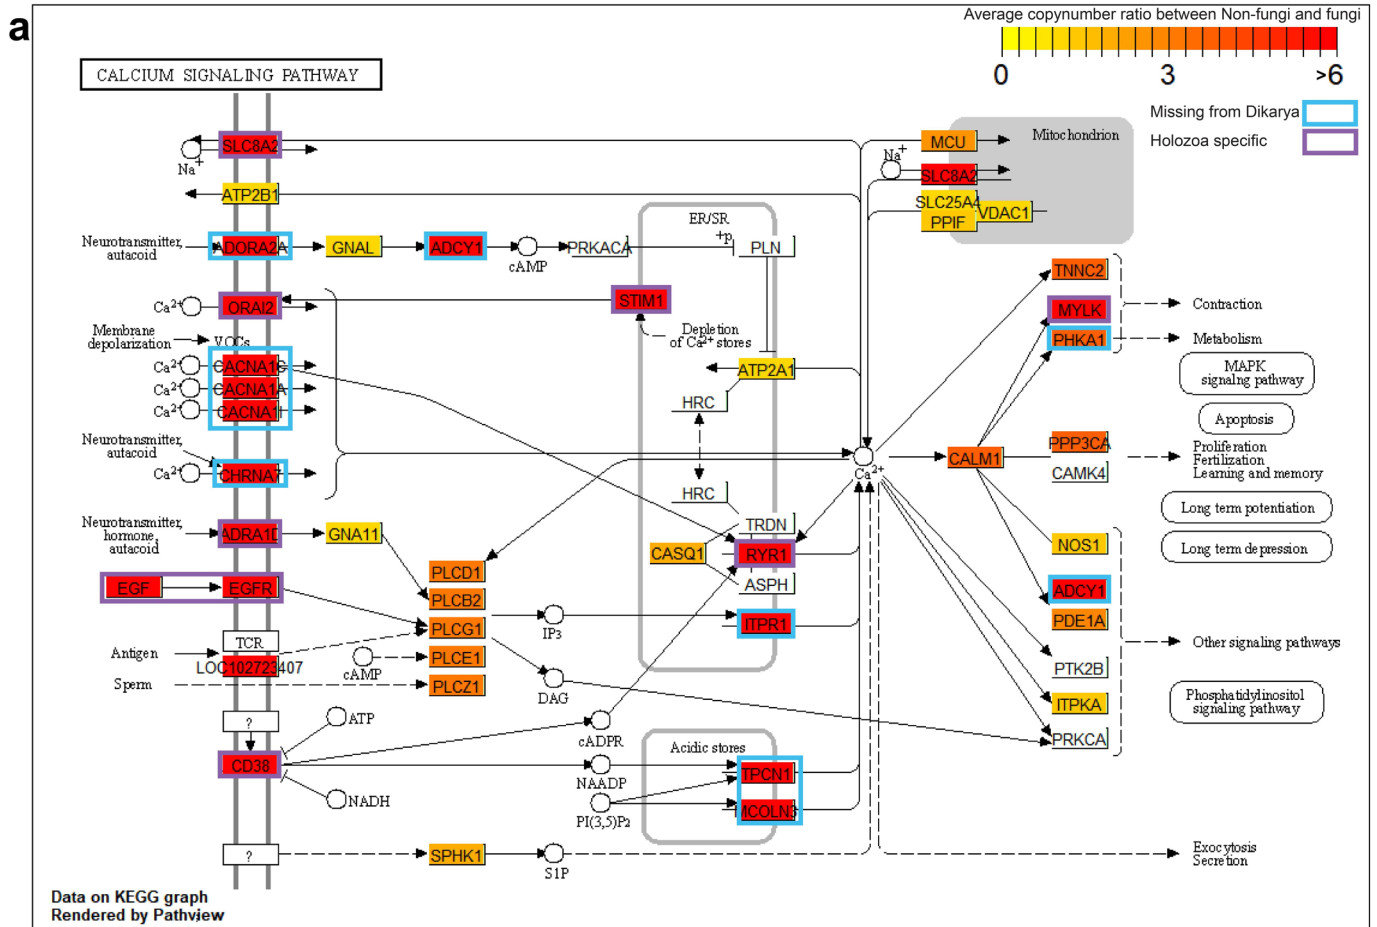 a
Average copynumber ratio between Non-fungi and fungi
0 3 >6
Missing from Dikarya
Holozoa specific
CALCIUM SIGNALING PATHWAY
SLC8A2
Na+
ATP2B1
Neurotransmitter,
autacoid
ADORA2A
GNAL
ADCY1
cAMP
PRKACA
ER/SR
+p
PLN
MCU
Mitochondrion
Na+
SLC8A2
SLC25A4
PPIF
VDAC1
Ca2+
ORAI2
STIM1
Depletion
of Ca2+ stores
Membrane
depolarization
VOCs
Ca2+
CACNA1C
Ca2+
CACNA1A
Ca2+
CACNA1I
ATP2A1
HRC
HRC
Neurotransmitter,
autacoid
Ca2+
CHRNA7
Neurotransmitter,
hormone,
autacoid
ADRA1D
GNA11
EGF
EGFR
PLCD1
PLCB2
PLCG1
PLCE1
PLCZ1
TRDN
CASQ1
RYR1
ASPH
IP3
ITPR1
TCR
Antigen
LOC102723407
cAMP
Sperm
DAG
?
ATP
CD38
NADH
cADPR
NAADP
PI(3,5)P2
Acidic stores
TPCN1
MCOLN3
?
SPHK1
S1P
Ca2+
CALM1
TNNC2
MYLK
PHKA1
Contraction
Metabolism
MAPK
signalng pathway
Apoptosis
PPP3CA
CAMK4
Proliferation
Fertilization
Learning and memory
Long term potentiation
Long term depression
NOS1
ADCY1
PDE1A
PTK2B
ITPKA
PRKCA
Other signaling pathways
Phosphatidylinositol
signaling pathway
Exocytosis
Secretion
Data on KEGG graph
Rendered by Pathview